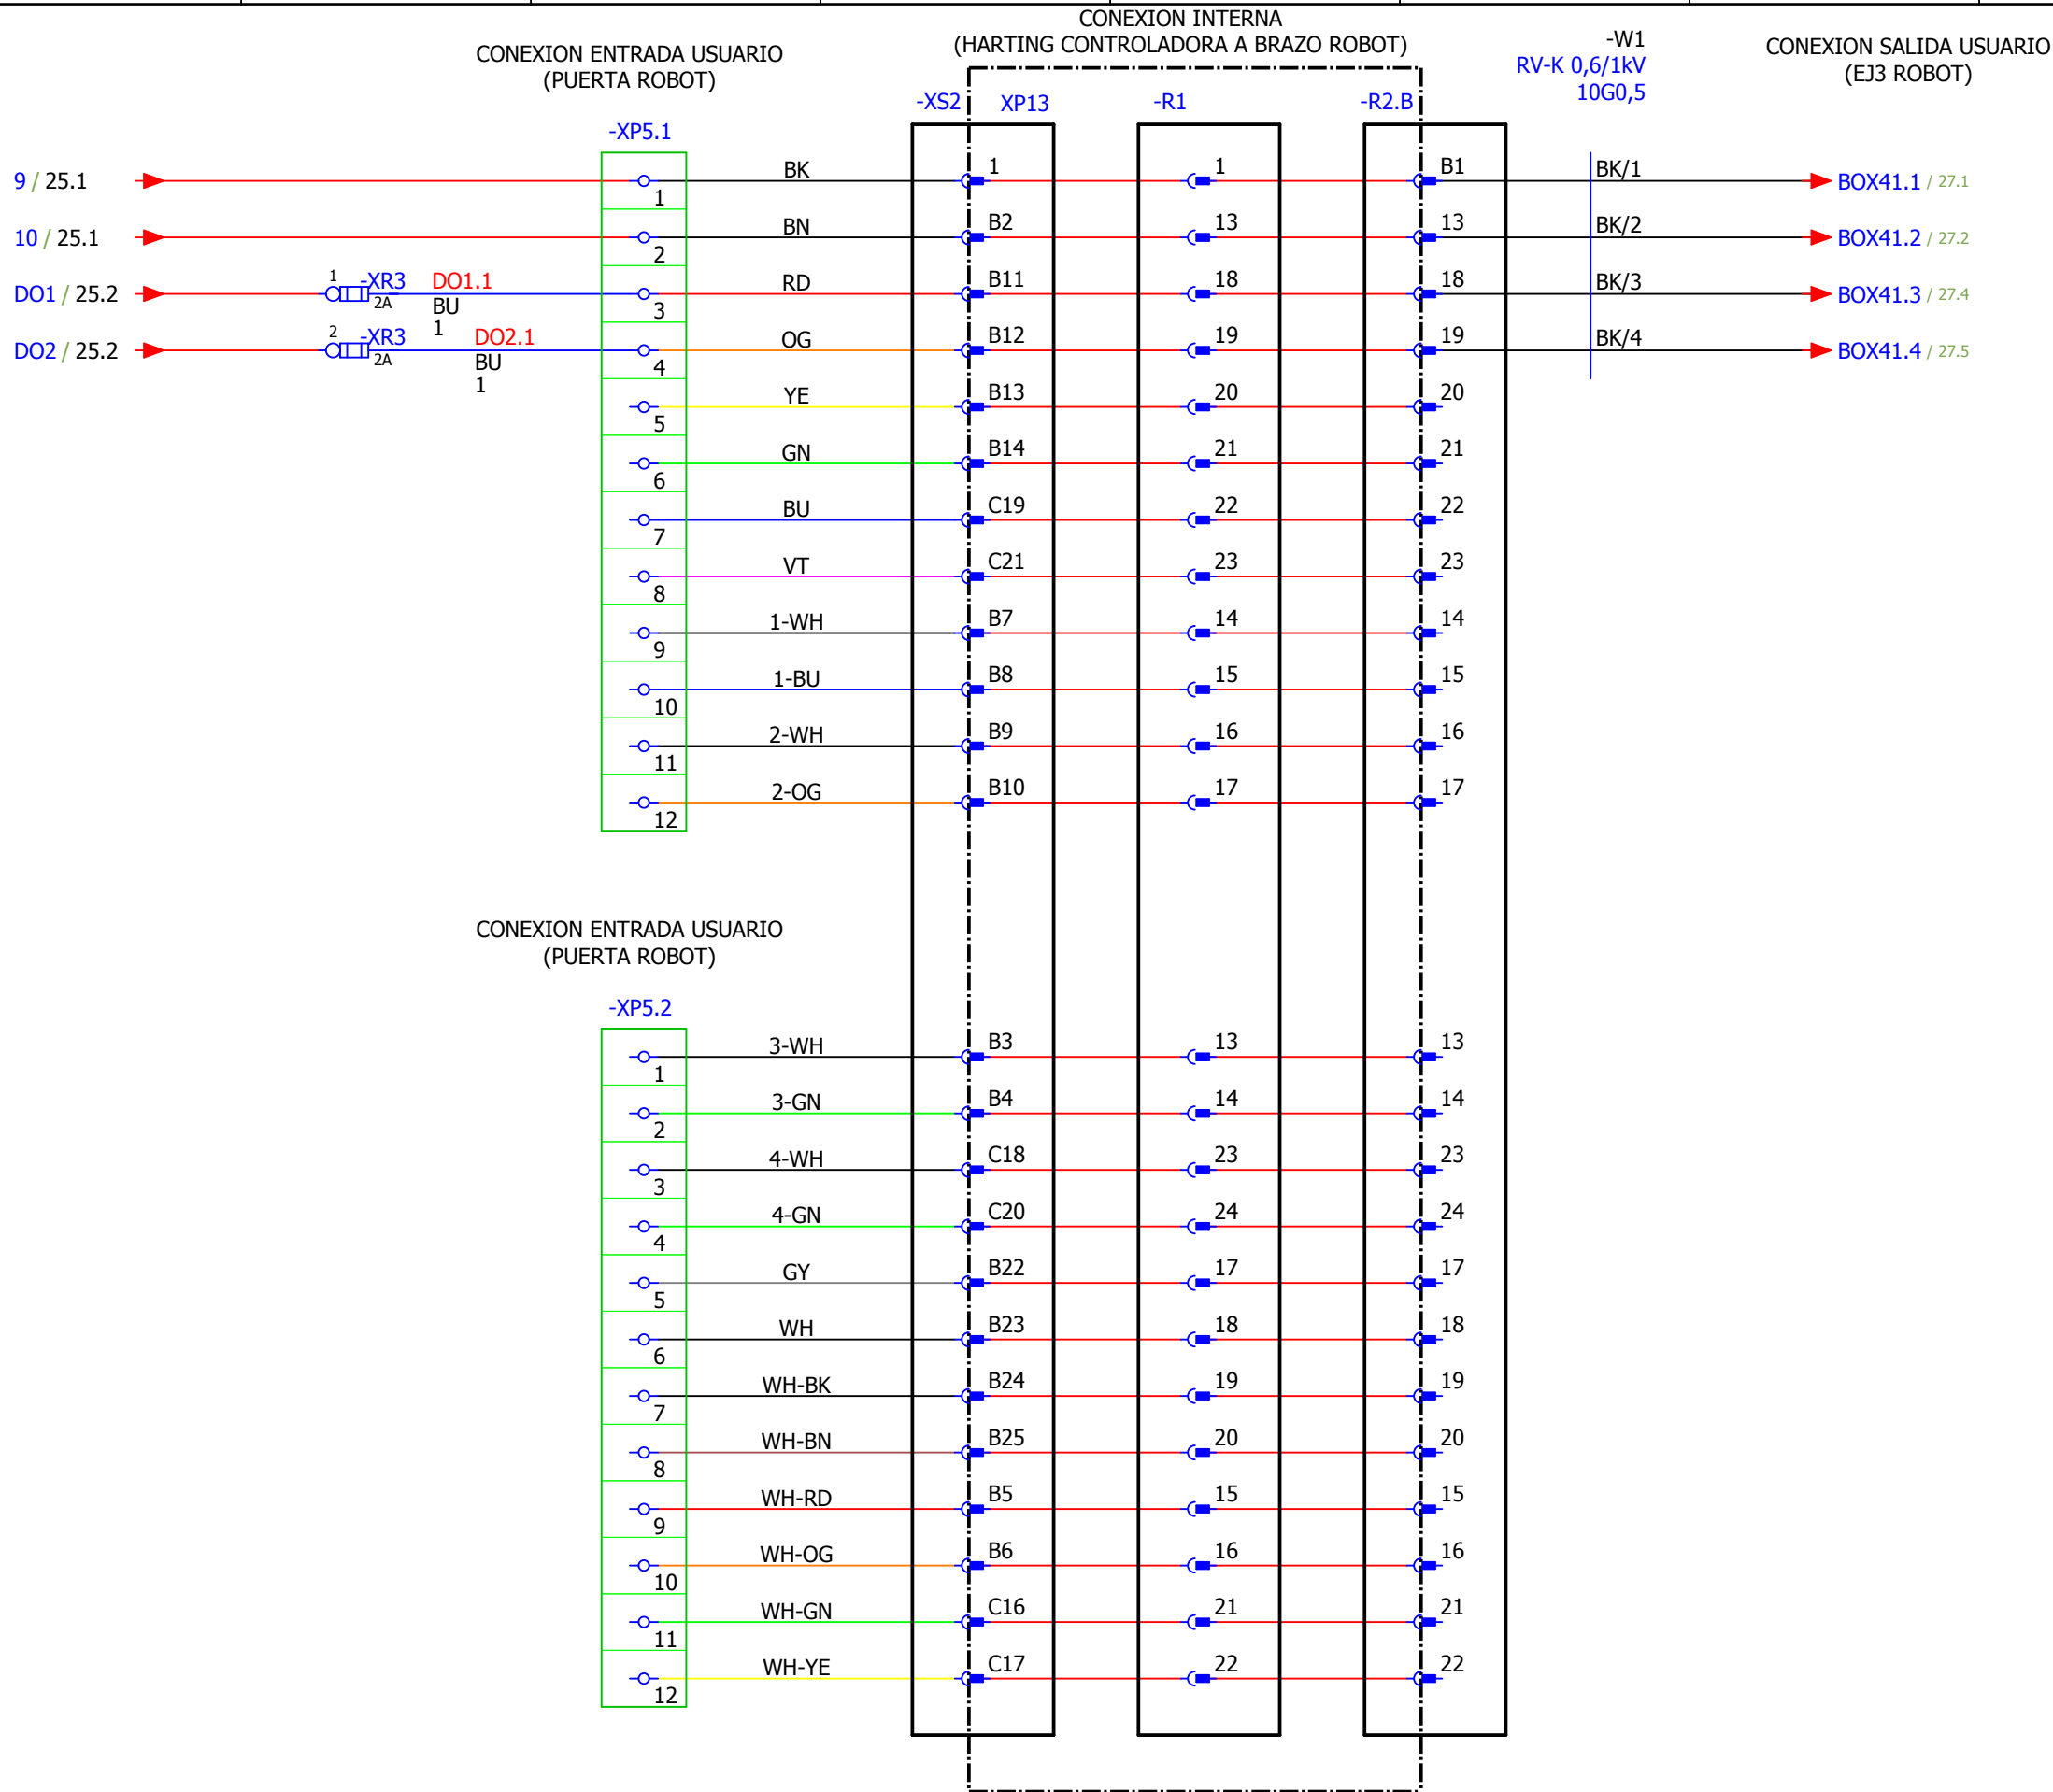 CONEXION INTERNA
(HARTING CONTROLADORA A BRAZO ROBOT)
CONEXION ENTRADA USUARIO
(PUERTA ROBOT)
-W1
RV-K 0,6/1kV
10G0,5
CONEXION SALIDA USUARIO
(EJ3 ROBOT)
-XS2 XP13 -R1 -R2.B
-XP5.1
9 / 25.1 1 BK 1 1 B1 BK/1 BOX41.1 / 27.1
10 / 25.1 2 BN B2 13 13 BK/2 BOX41.2 / 27.2
DO1 / 25.2 1 -XR3 2A DO1.1 BU 1 3 RD B11 18 18 BK/3 BOX41.3 / 27.4
DO2 / 25.2 2 -XR3 2A DO2.1 BU 1 4 OG B12 19 19 BK/4 BOX41.4 / 27.5
5 YE B13 20 20
6 GN B14 21 21
7 BU C19 22 22
8 VT C21 23 23
9 1-WH B7 14 14
10 1-BU B8 15 15
11 2-WH B9 16 16
12 2-OG B10 17 17
CONEXION ENTRADA USUARIO
(PUERTA ROBOT)
-XP5.2
1 3-WH B3 13 13
2 3-GN B4 14 14
3 4-WH C18 23 23
4 4-GN C20 24 24
5 GY B22 17 17
6 WH B23 18 18
7 WH-BK B24 19 19
8 WH-BN B25 20 20
9 WH-RD B5 15 15
10 WH-OG B6 16 16
11 WH-GN C16 21 21
12 WH-YE C17 22 22